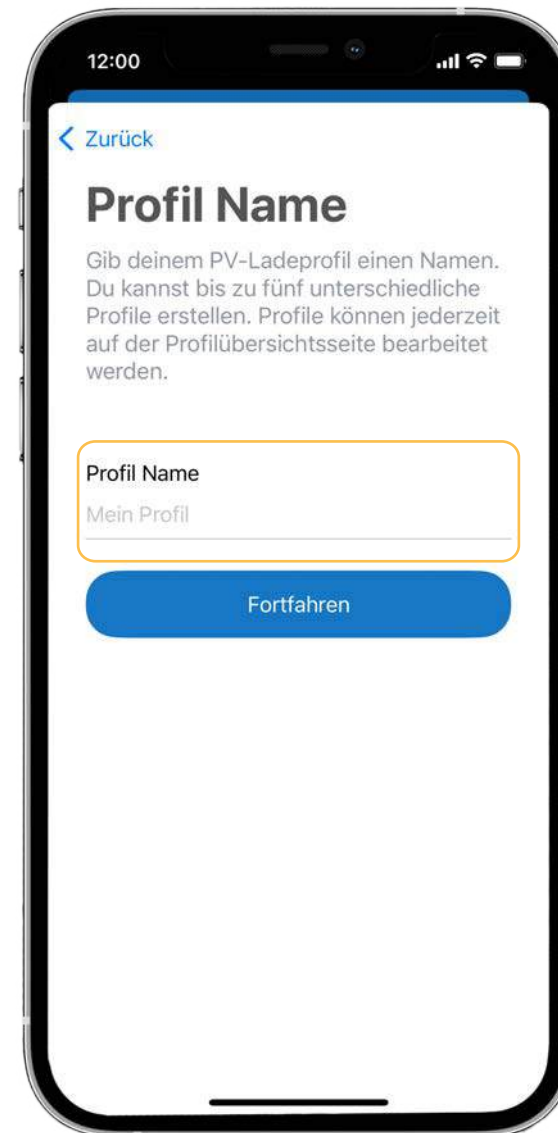 12:00
Zurück
Profil Name
Gib deinem PV-Ladeprofil einen Namen.
Du kannst bis zu fünf unterschiedliche
Profile erstellen. Profile können jederzeit
auf der Profilübersichtsseite bearbeitet
werden.
Profil Name
Mein Profil
Fortfahren